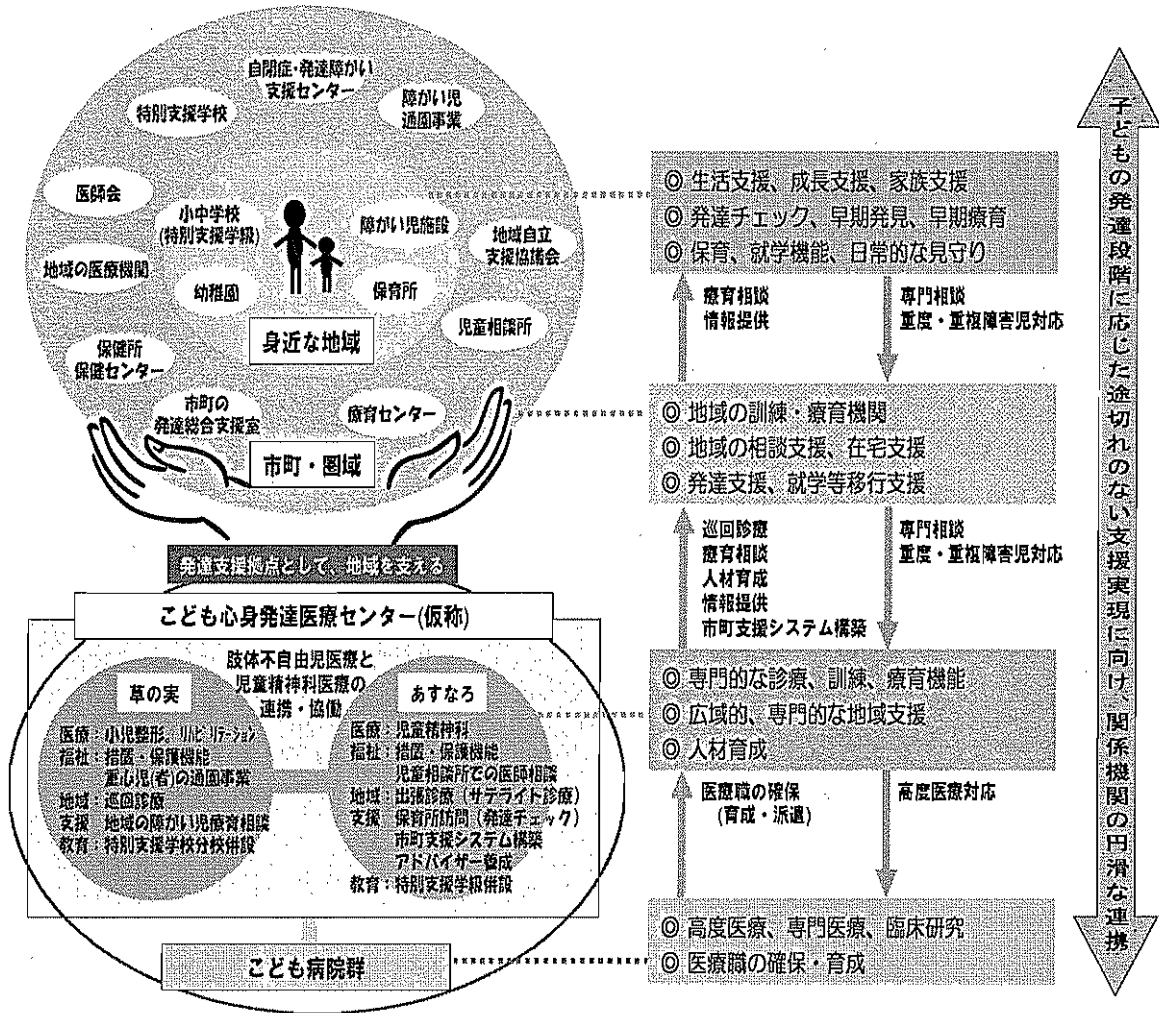 自閉症・発達障がい
支援センター
特別支援学校
障がい児
通園事業
医師会
小中学校
(特別支援学級)
障がい児施設
地域自立
支援協議会
地域の医療機関
幼稚園
保育所
児童相談所
身近な地域
保健所
保健センター
市町の
発達総合支援室
療育センター
市町・圏域
発達支援拠点として、地域を支える
こども心身発達医療センター(仮称)
肢体不自由児医療と
児童精神科医療の
連携・協働
草の実
医療:小児整形、リハビリテーション
福祉:措置・保護機能
重心児(者)の通園事業
地域:巡回診療
支援 地域の障がい児療育相談
教育:特別支援学校分校併設
あすなろ
医療:児童精神科
福祉:措置・保護機能
児童相談所での医師相談
地域:出張診療(サテライト診療)
支援 保育所訪問(発達チェック)
市町支援システム構築
アドバイザー養成
教育:特別支援学級併設
こども病院群
◎ 生活支援、成長支援、家族支援
◎ 発達チェック、早期発見、早期療育
◎ 保育、就学機能、日常的な見守り
療育相談
情報提供
専門相談
重度・重複障害児対応
◎ 地域の訓練・療育機関
◎ 地域の相談支援、在宅支援
◎ 発達支援、就学等移行支援
巡回診療
療育相談
人材育成
情報提供
市町支援システム構築
専門相談
重度・重複障害児対応
◎ 専門的な診療、訓練、療育機能
◎ 広域的、専門的な地域支援
◎ 人材育成
医療職の確保
(育成・派遣)
高度医療対応
◎ 高度医療、専門医療、臨床研究
◎ 医療職の確保・育成
子どもの発達段階に応じた途切れのない支援実現に向け、関係機関の円滑な連携